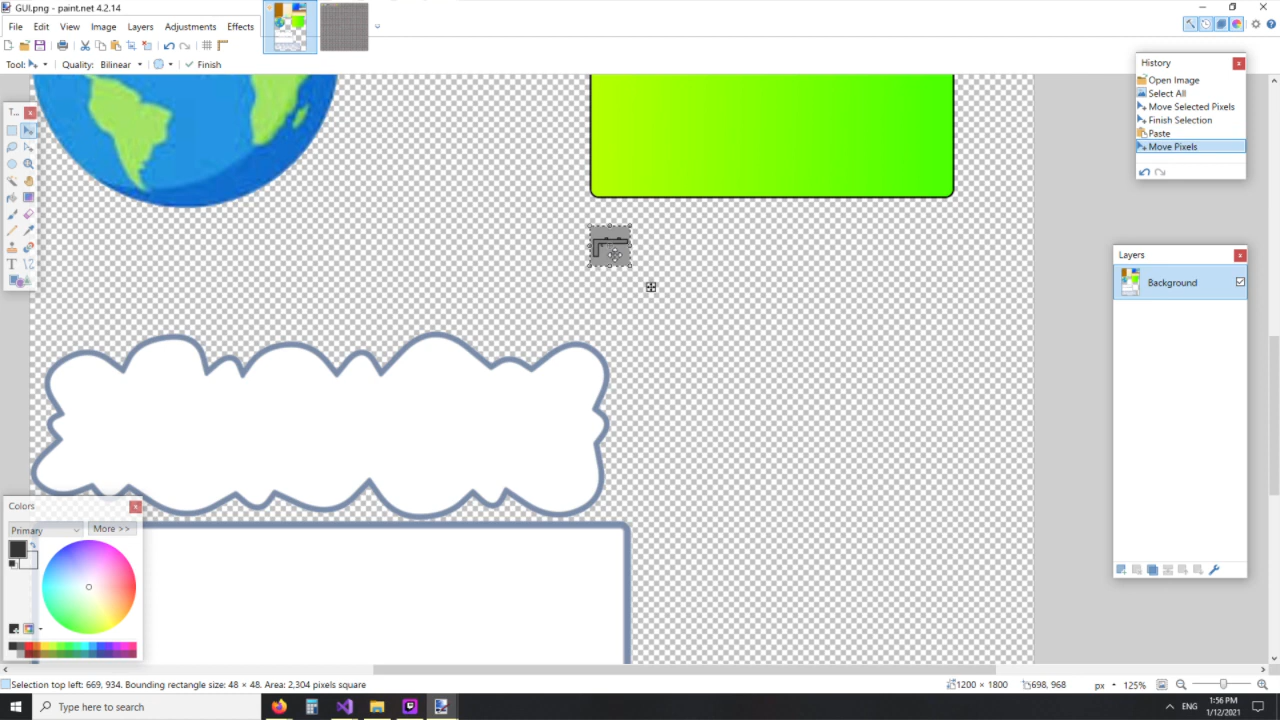 GUI.png - paint.net 4.2.14
File Edit View Image Layers Adjustments Effects
Tool: Quality: Bilinear Finish
T...
History
Open Image
Select All
Move Selected Pixels
Finish Selection
Paste
Move Pixels
Layers
Background
Colors
Primary More >>
Selection top left: 669, 934. Bounding rectangle size: 48 × 48. Area: 2,304 pixels square 1200 × 1800 698, 968 px 125%
Type here to search ENG 1:56 PM
1/12/2021